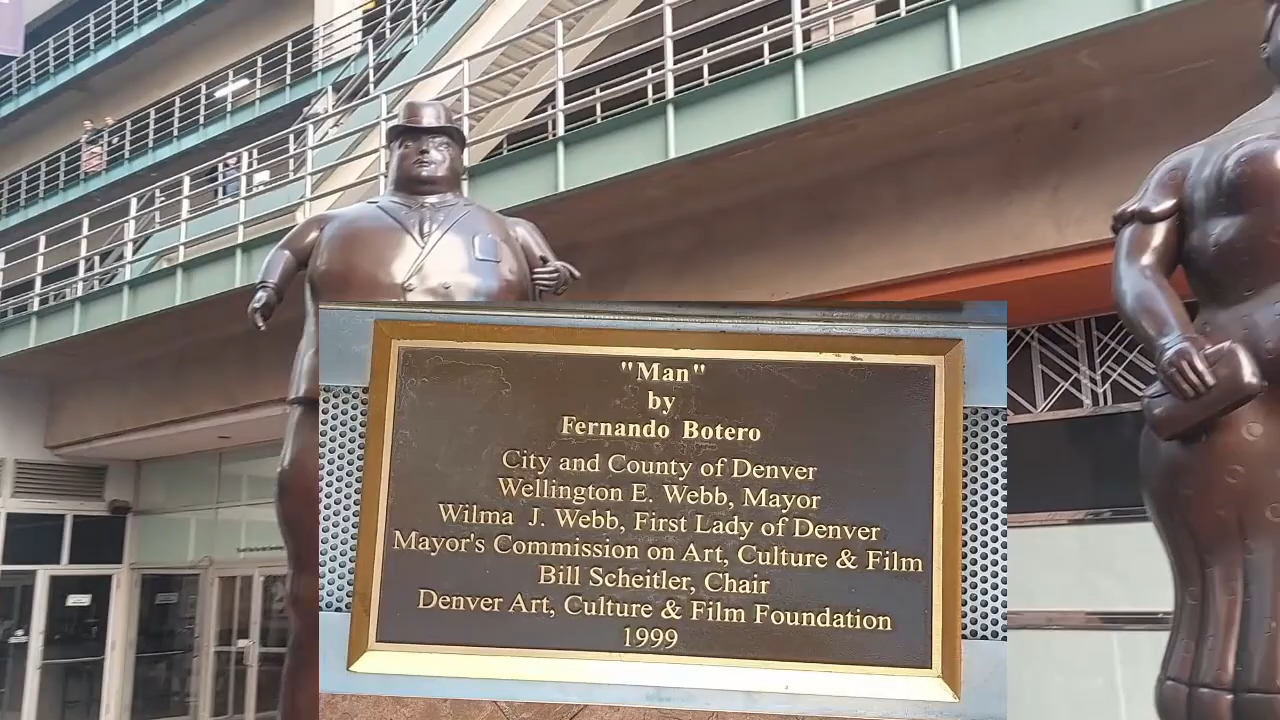 "Man"
by
Fernando Botero
City and County of Denver
Wellington E. Webb, Mayor
Wilma J. Webb, First Lady of Denver
Mayor's Commission on Art, Culture & Film
Bill Scheitler, Chair
Denver Art, Culture & Film Foundation
1999